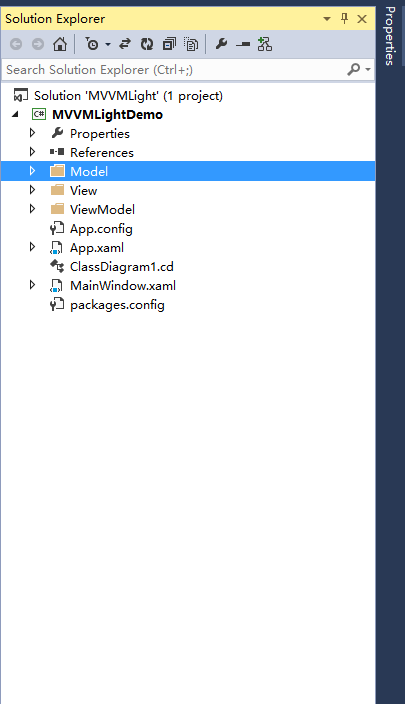 Solution Explorer
Properties
Search Solution Explorer (Ctrl+;)
Solution 'MVVMLight' (1 project)
C# MVVMLightDemo
Properties
References
Model
View
ViewModel
App.config
App.xaml
ClassDiagram1.cd
MainWindow.xaml
packages.config